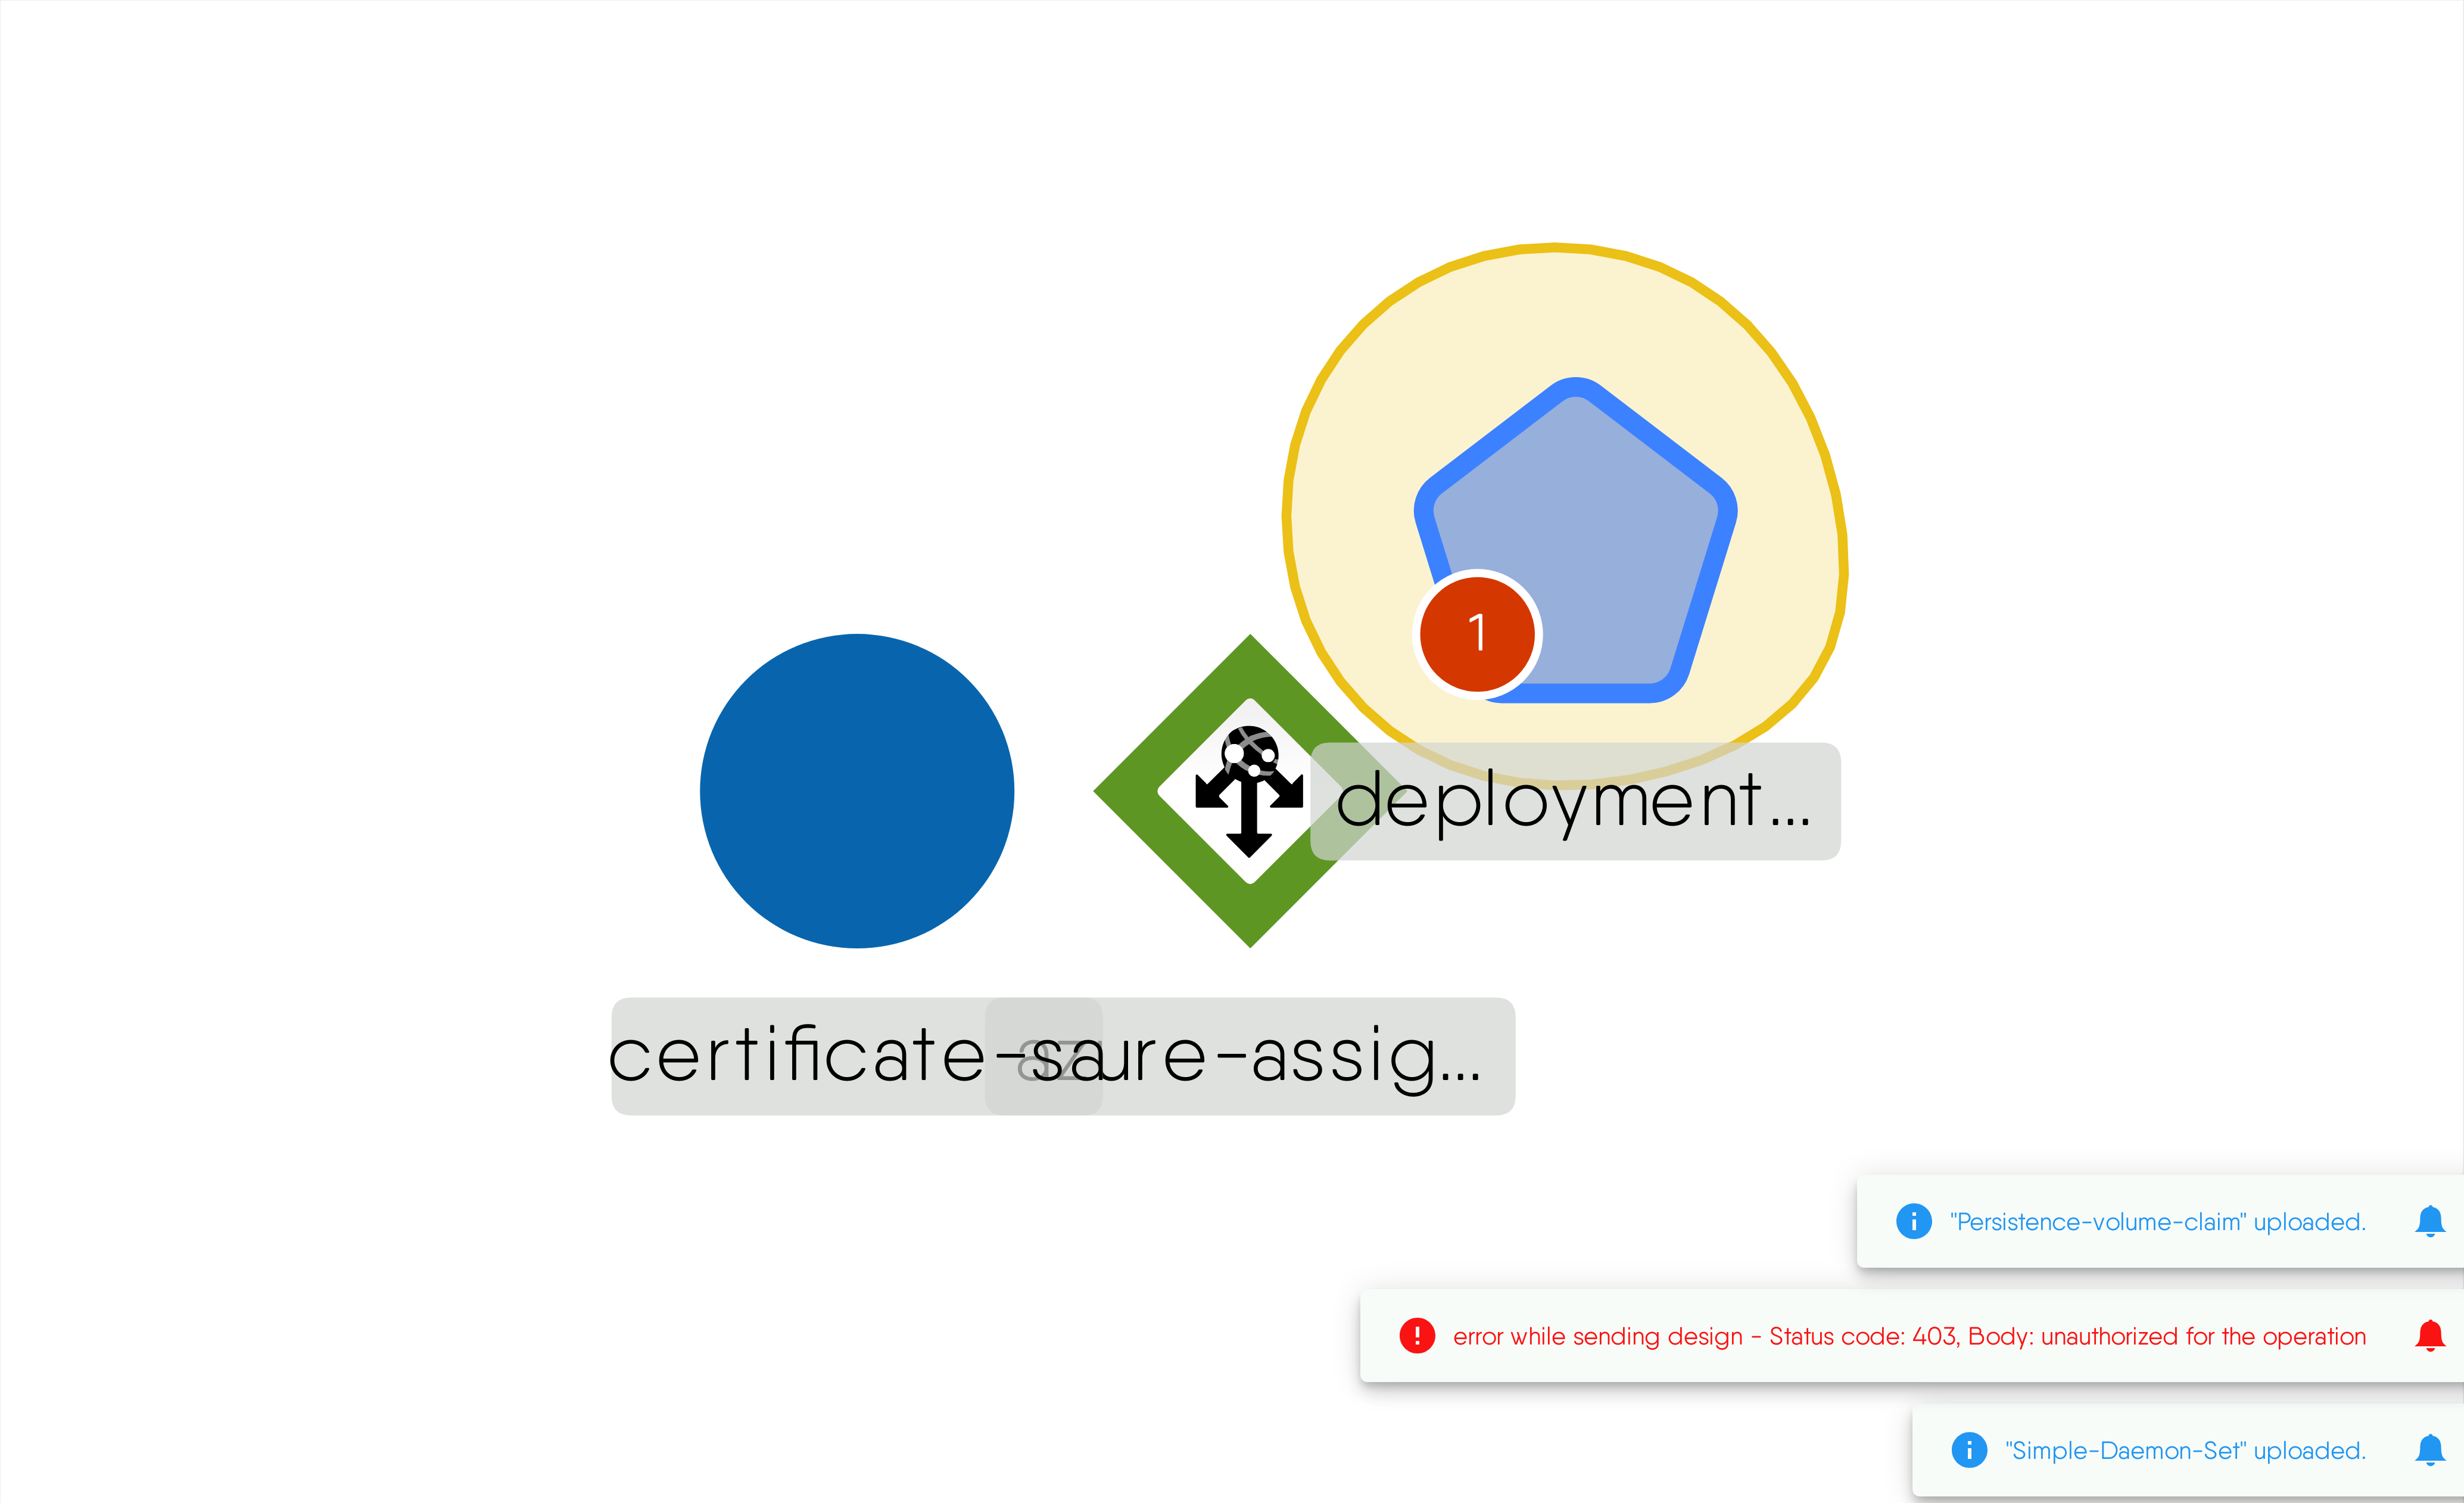 1
deployment...
certificate-sa
azure-assig...
"Persistence-volume-claim" uploaded.
error while sending design - Status code: 403, Body: unauthorized for the operation
"Simple-Daemon-Set" uploaded.